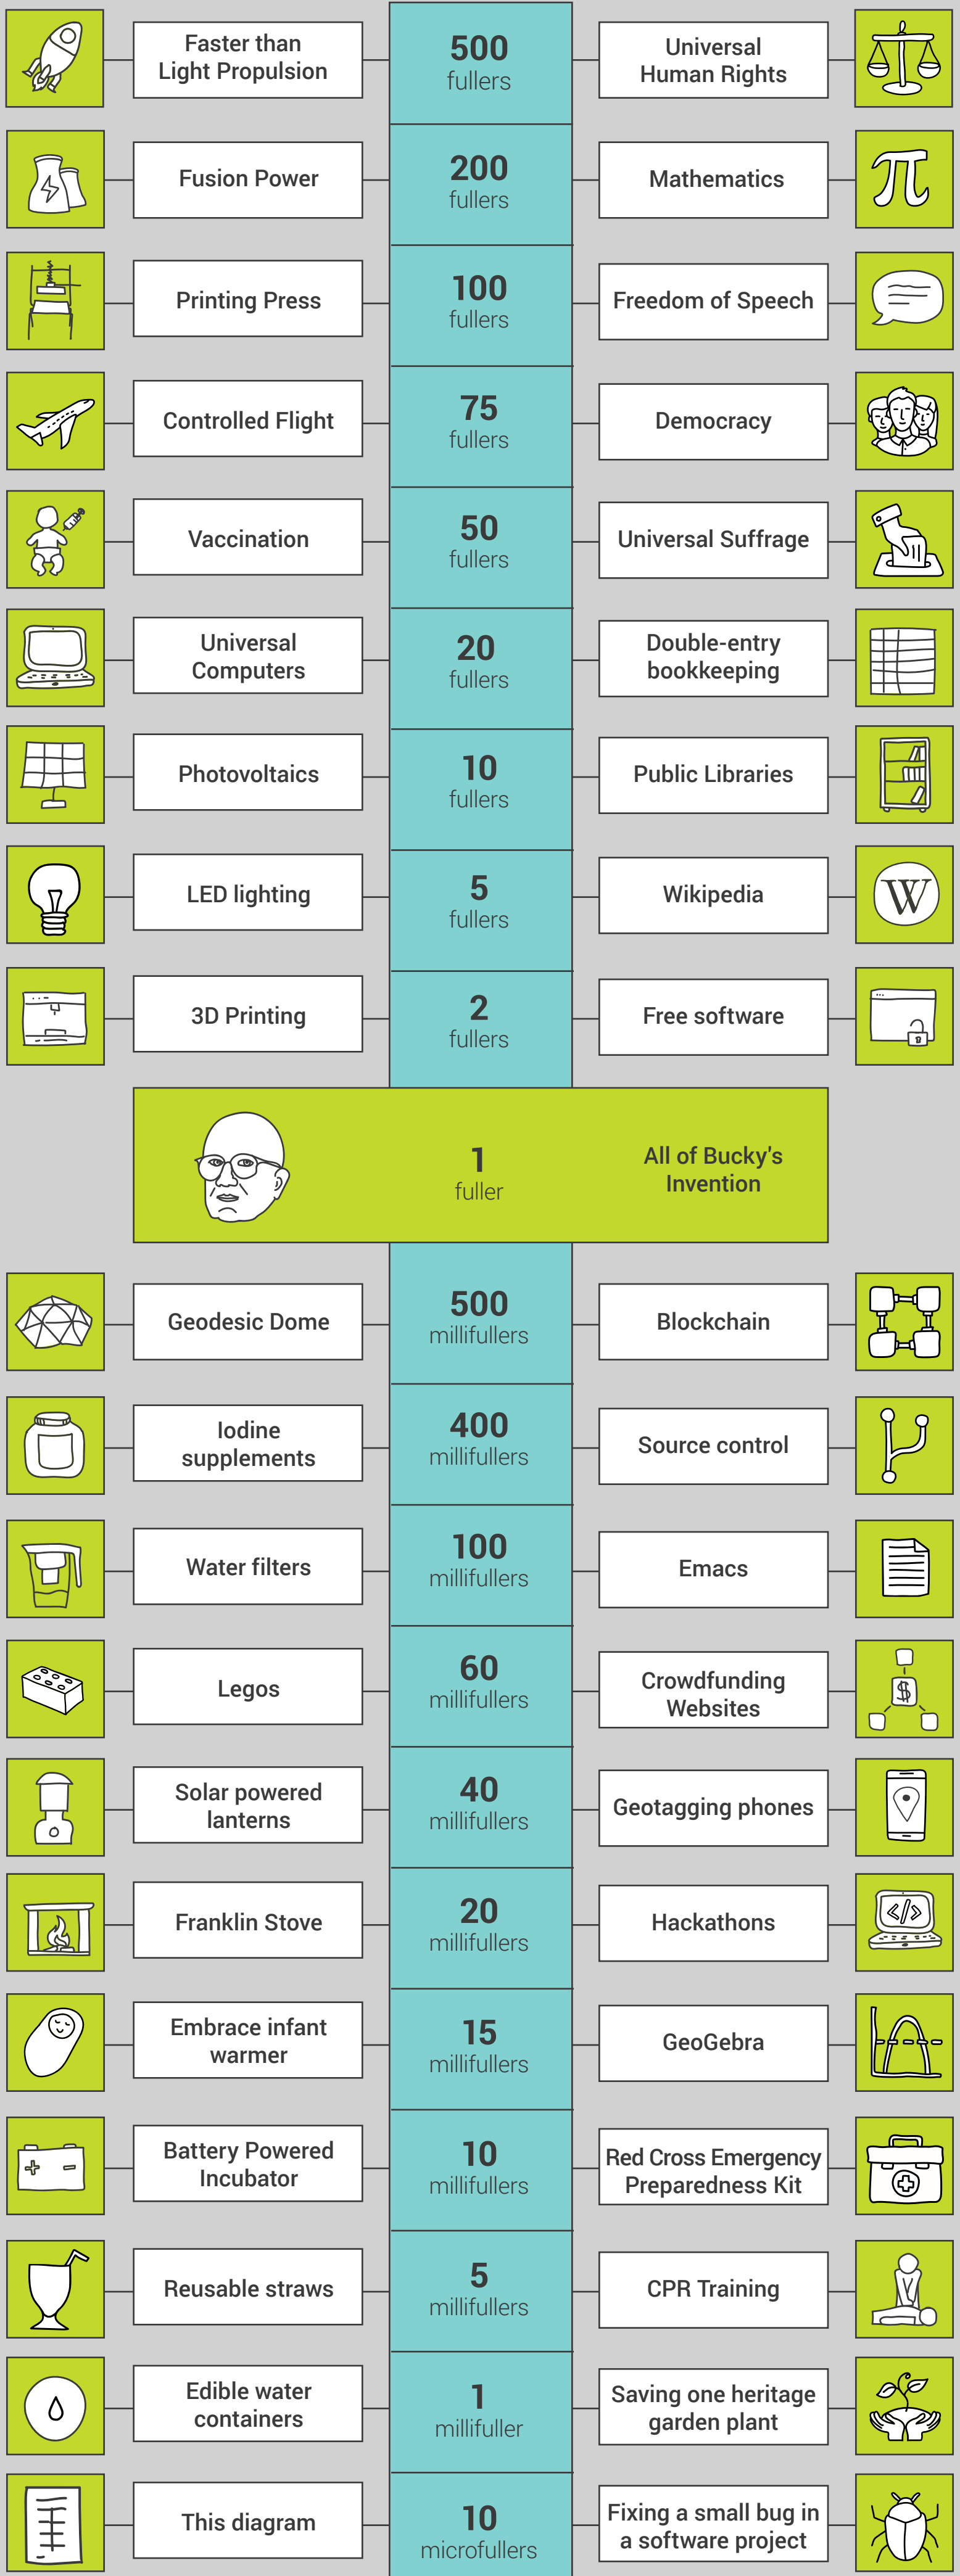 Faster than
Light Propulsion
500
fullers
Universal
Human Rights
Fusion Power
200
fullers
Mathematics
π
Printing Press
100
fullers
Freedom of Speech
Controlled Flight
75
fullers
Democracy
Vaccination
50
fullers
Universal Suffrage
Universal
Computers
20
fullers
Double-entry
bookkeeping
Photovoltaics
10
fullers
Public Libraries
LED lighting
5
fullers
Wikipedia
W
3D Printing
2
fullers
Free software
1
fuller
All of Bucky's
Invention
Geodesic Dome
500
millifullers
Blockchain
Iodine
supplements
400
millifullers
Source control
Water filters
100
millifullers
Emacs
Legos
60
millifullers
Crowdfunding
Websites
$
Solar powered
lanterns
40
millifullers
Geotagging phones
Franklin Stove
20
millifullers
Hackathons
</>
Embrace infant
warmer
15
millifullers
GeoGebra
+ -
Battery Powered
Incubator
10
millifullers
Red Cross Emergency
Preparedness Kit
Reusable straws
5
millifullers
CPR Training
Edible water
containers
1
millifuller
Saving one heritage
garden plant
This diagram
10
microfullers
Fixing a small bug in
a software project